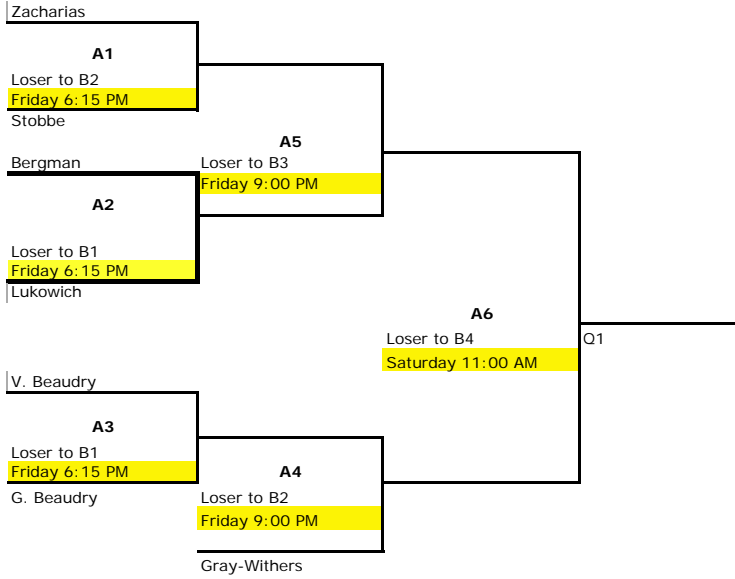 Zacharias
A1
Loser to B2
Friday 6:15 PM
Stobbe
A5
Bergman
Loser to B3
Friday 9:00 PM
A2
Loser to B1
Friday 6:15 PM
Lukowich
A6
Loser to B4
Q1
Saturday 11:00 AM
V. Beaudry
A3
Loser to B1
Friday 6:15 PM
A4
G. Beaudry
Loser to B2
Friday 9:00 PM
Gray-Withers